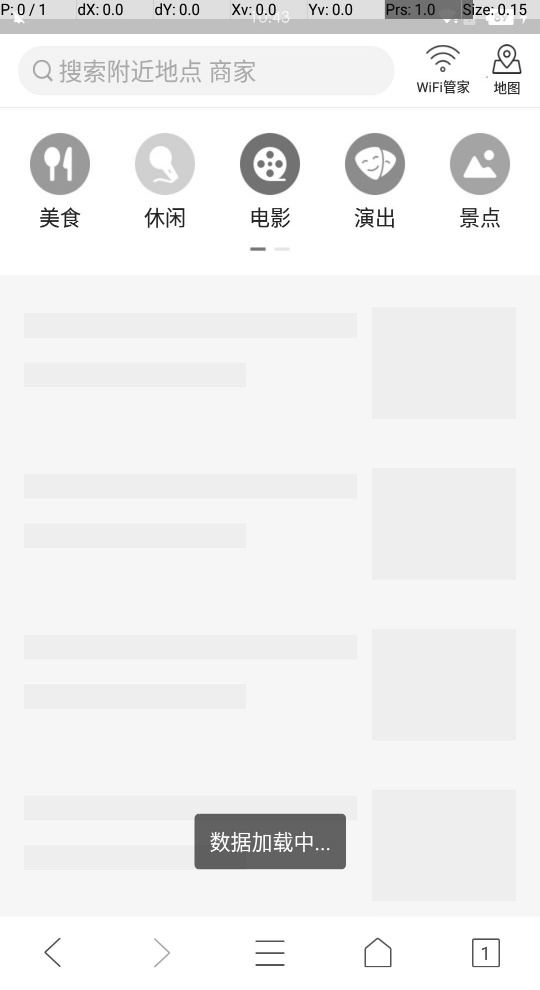 P: 0 / 1 dX: 0.0 dY: 0.0 Xv: 0.0 Yv: 0.0 Prs: 1.0 Size: 0.15
搜索附近地点 商家
WiFi管家 地图
美食 休闲 电影 演出 景点
数据加载中...
1